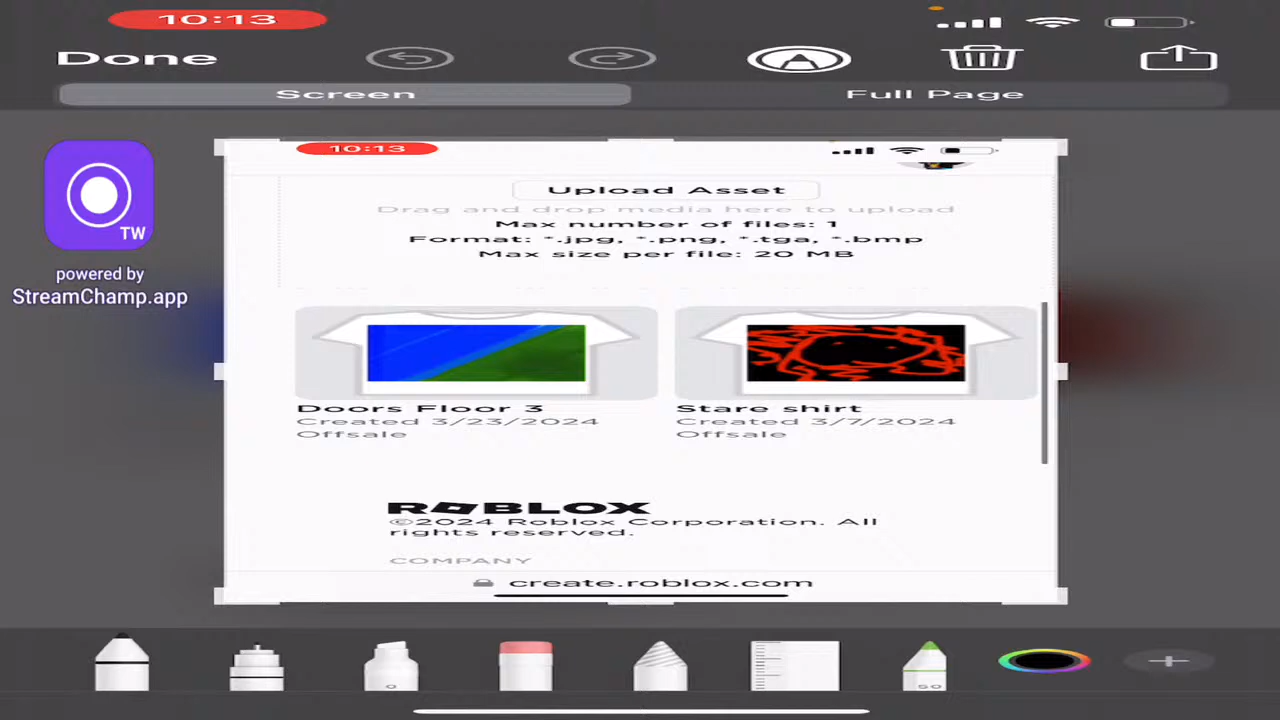 10:13
Done
Screen
Full Page
TW
powered by
StreamChamp.app
10:13
Upload Asset
Drag and drop media here to upload
Max number of files: 1
Format: *.jpg, *.png, *.tga, *.bmp
Max size per file: 20 MB
Doors Floor 3
Created 3/23/2024
Offsale
Stare shirt
Created 3/7/2024
Offsale
ROBLOX
©2024 Roblox Corporation. All
rights reserved.
COMPANY
create.roblox.com
0
50